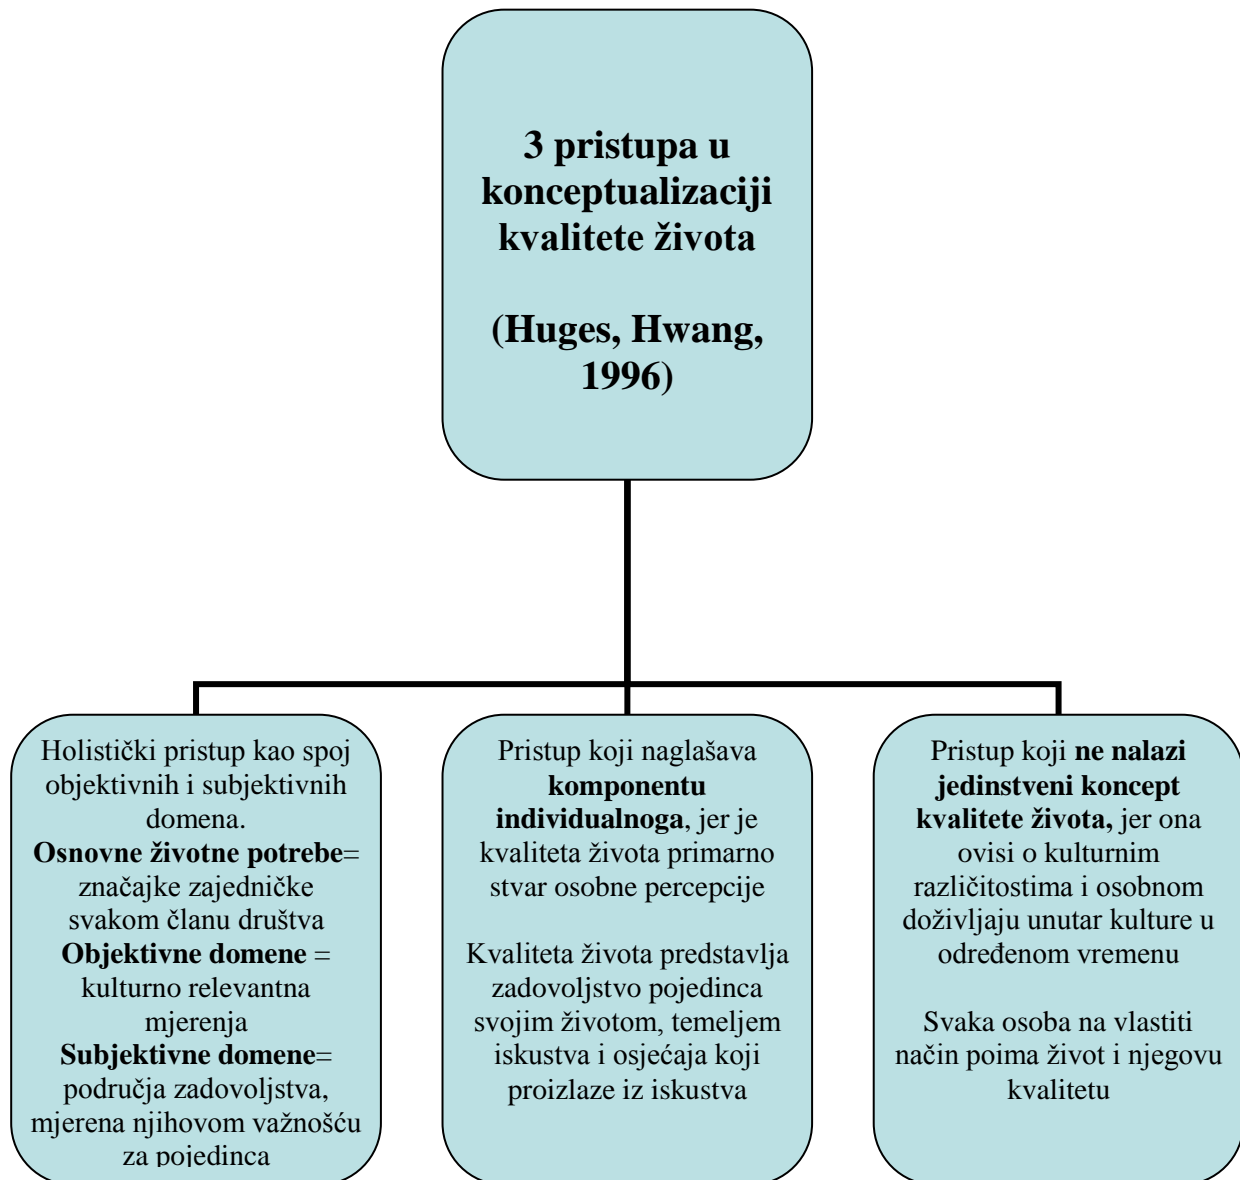 3 pristupa u
konceptualizaciji
kvalitete života
(Huges, Hwang,
1996)
Holistički pristup kao spoj
objektivnih i subjektivnih
domena.
Osnovne životne potrebe=
značajke zajedničke
svakom članu društva
Objektivne domene =
kulturno relevantna
mjerenja
Subjektivne domene=
područja zadovoljstva,
mjerena njihovom važnošću
za pojedinca
Pristup koji naglašava
komponentu
individualnoga, jer je
kvaliteta života primarno
stvar osobne percepcije
Kvaliteta života predstavlja
zadovoljstvo pojedinca
svojim životom, temeljem
iskustva i osjećaja koji
proizlaze iz iskustva
Pristup koji ne nalazi
jedinstveni koncept
kvalitete života, jer ona
ovisi o kulturnim
različitostima i osobnom
doživljaju unutar kulture u
određenom vremenu
Svaka osoba na vlastiti
način poima život i njegovu
kvalitetu